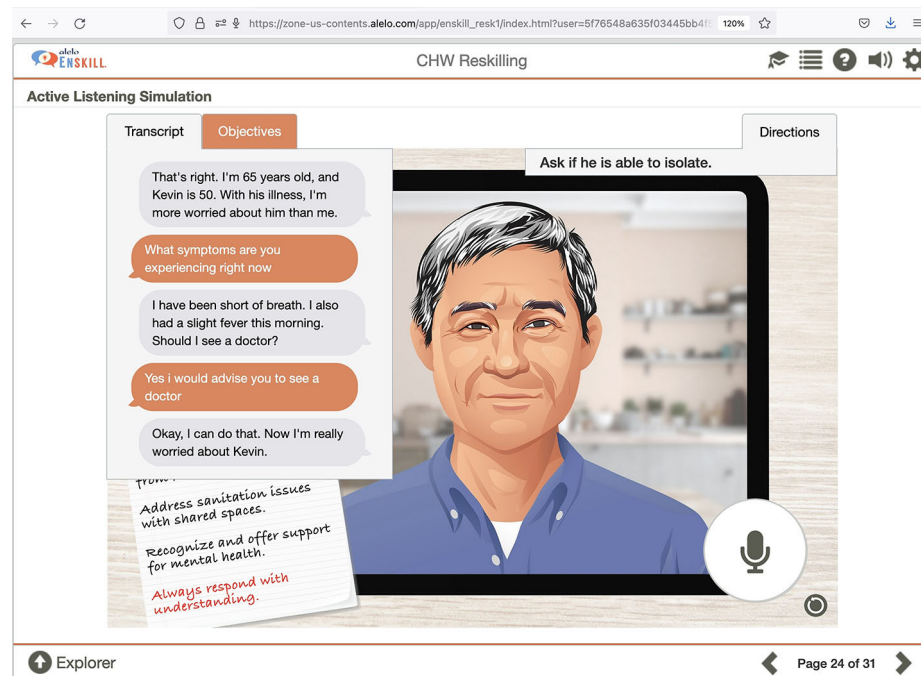 https://zone-us-contents.alelo.com/app/enskill_resk1/index.html?user=5f76548a635f03445bb4f
120%
alelo
ENSKILL
CHW Reskilling
Active Listening Simulation
Transcript
Objectives
Directions
Ask if he is able to isolate.
That's right. I'm 65 years old, and
Kevin is 50. With his illness, I'm
more worried about him than me.
What symptoms are you
experiencing right now
I have been short of breath. I also
had a slight fever this morning.
Should I see a doctor?
Yes i would advise you to see a
doctor
Okay, I can do that. Now I'm really
worried about Kevin.
Address sanitation issues
with shared spaces.
Recognize and offer support
for mental health.
Always respond with
understanding.
Explorer
Page 24 of 31